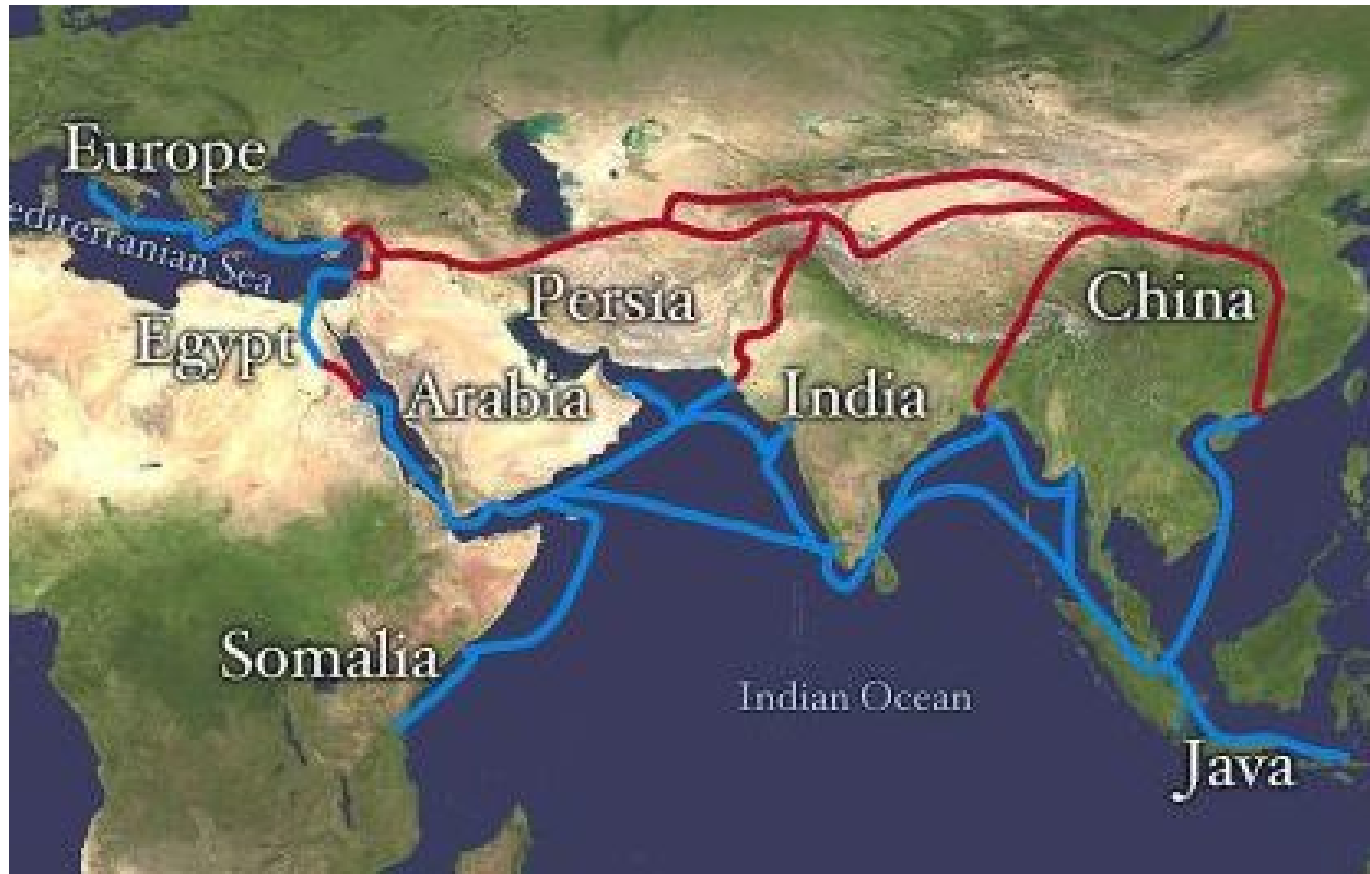 Europe
editerranian Sea
Egypt
Persia
China
Arabia
India
Somalia
Indian Ocean
Java